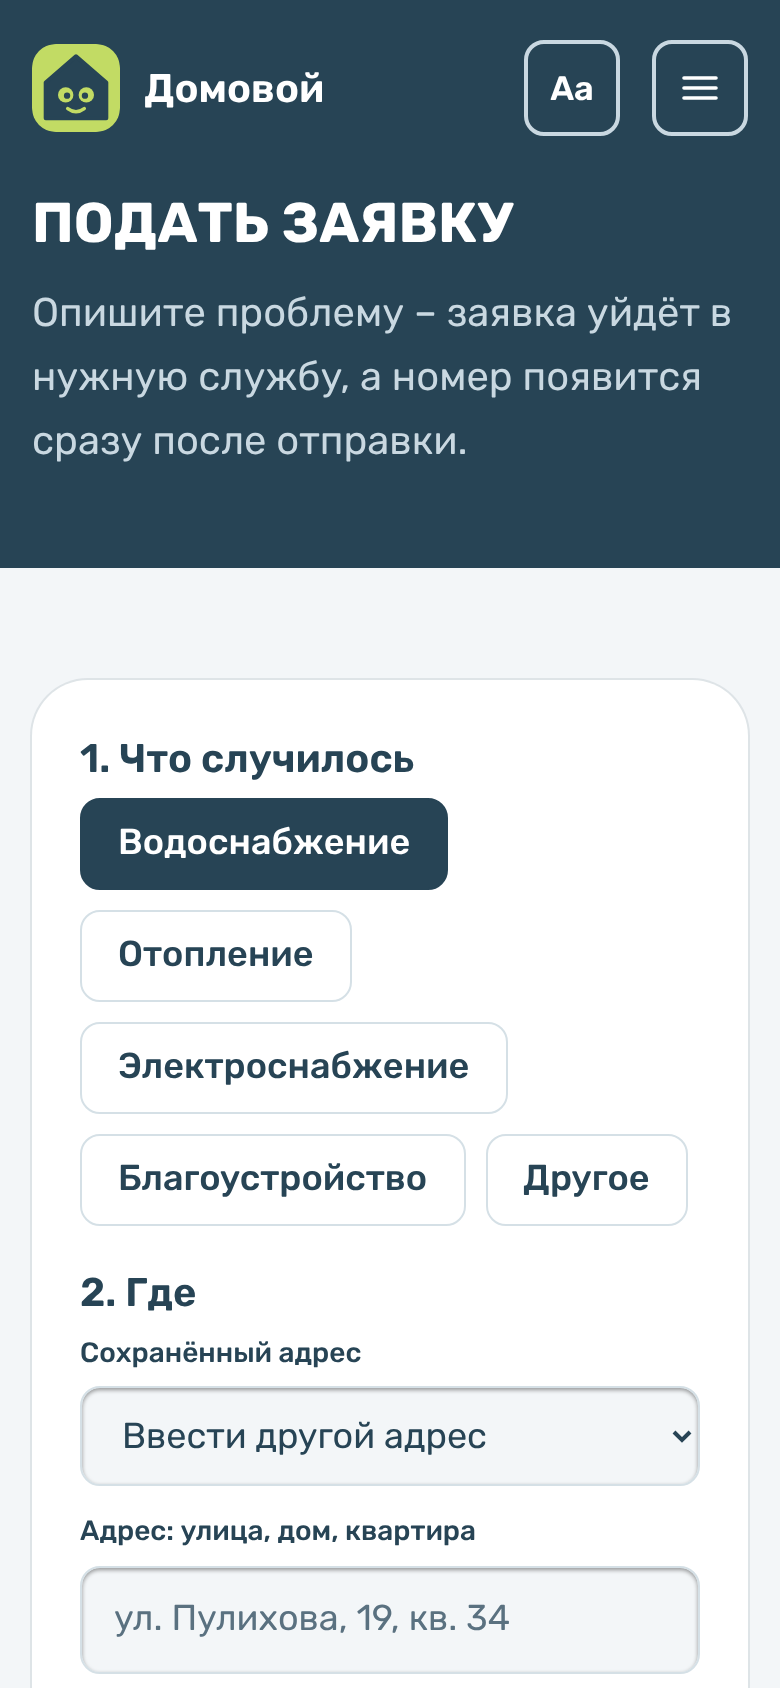 Домовой
Aa
ПОДАТЬ ЗАЯВКУ
Опишите проблему – заявка уйдёт в
нужную службу, а номер появится
сразу после отправки.
1. Что случилось
Водоснабжение
Отопление
Электроснабжение
Благоустройство Другое
2. Где
Сохранённый адрес
Ввести другой адрес
Адрес: улица, дом, квартира
ул. Пулихова, 19, кв. 34